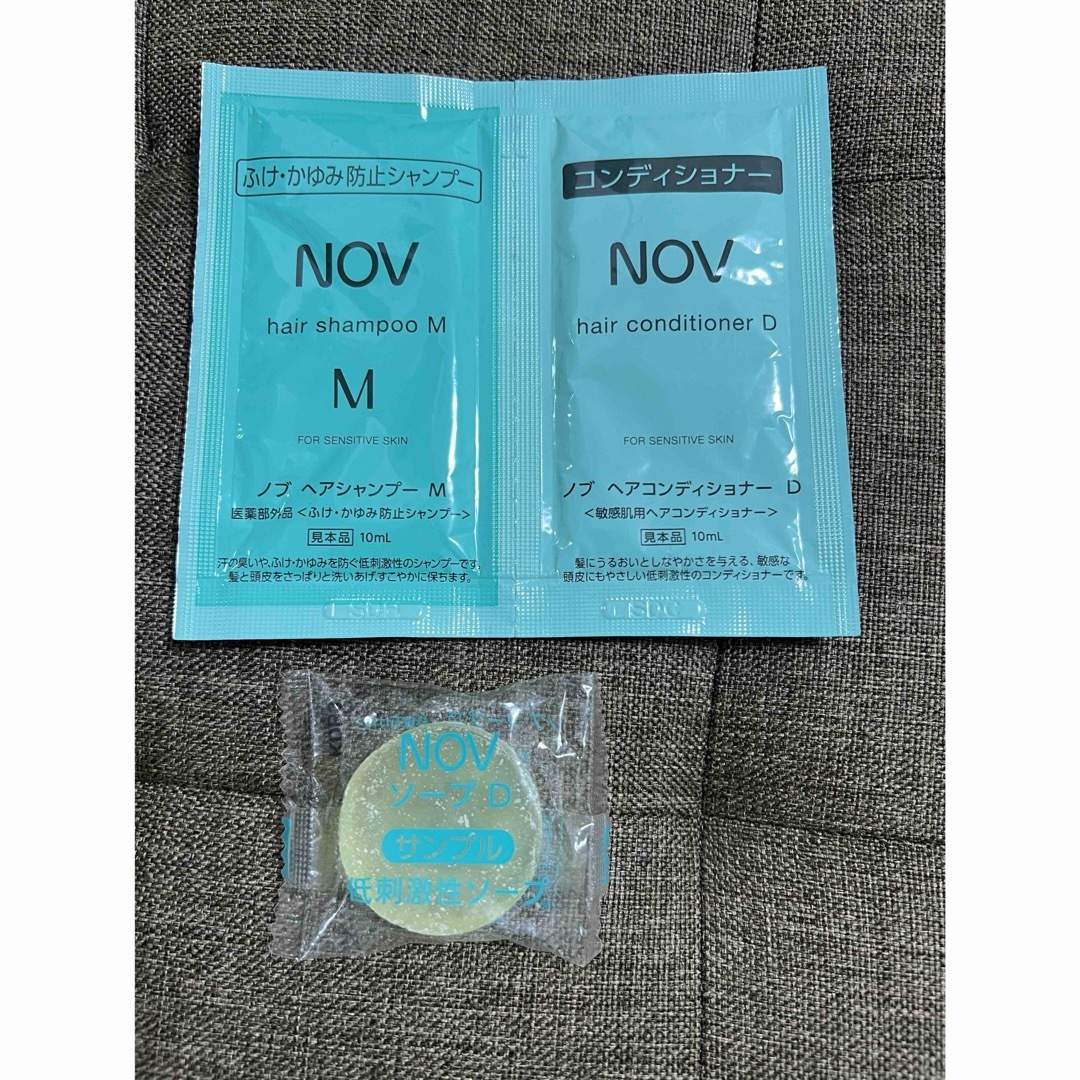 ふけ・かゆみ防止シャンプー
NOV
hair shampoo M
M
FOR SENSITIVE SKIN
ノブ ヘアシャンプー M
医薬部外品 <ふけ・かゆみ防止シャンプー>
見本品 10mL
汗の臭いや、ふけ・かゆみを防ぐ低刺激性のシャンプーです。
髪と頭皮をさっぱりと洗いあげ、すこやかに保ちます。
コンディショナー
NOV
hair conditioner D
FOR SENSITIVE SKIN
ノブ ヘアコンディショナー D
<敏感肌用ヘアコンディショナー>
見本品 10mL
髪にうるおいとしなやかさを与える、敏感な
頭皮にもやさしい低刺激性のコンディショナーです。
NOV
ソープ D
サンプル
低刺激性ソープ